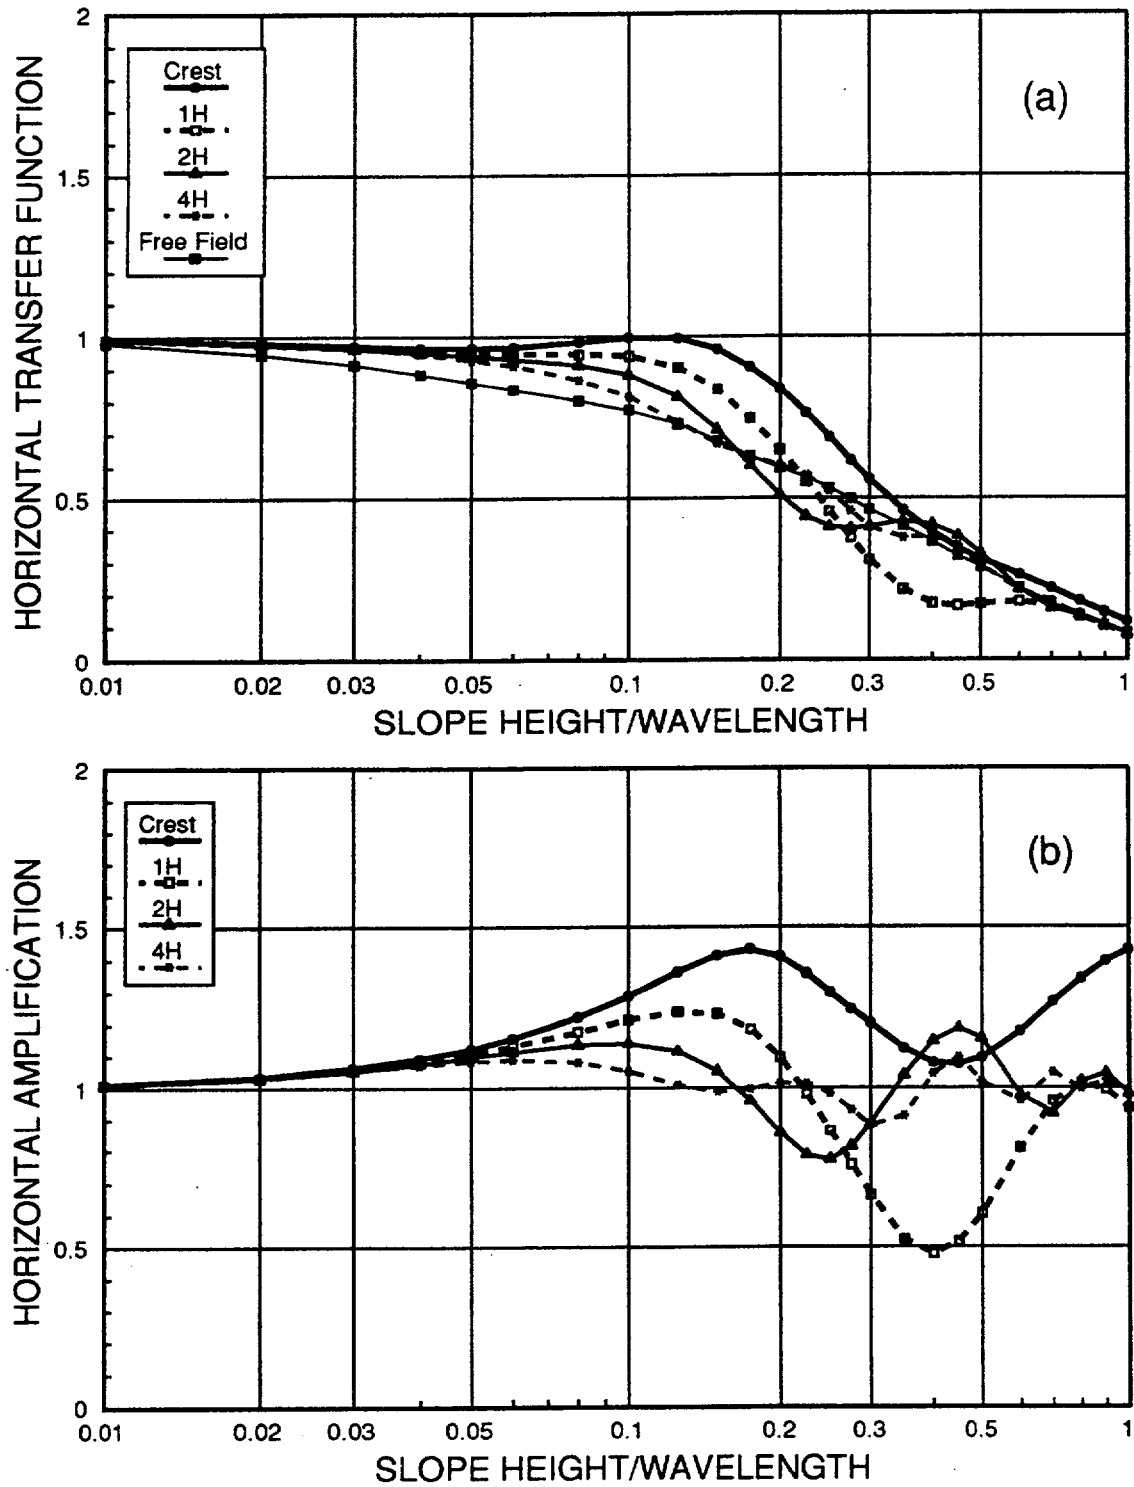 HORIZONTAL TRANSFER FUNCTION
2
1.5
1
0.5
0
Crest
1H
2H
4H
Free Field
(a)
0.01 0.02 0.03 0.05 0.1 0.2 0.3 0.5 1
SLOPE HEIGHT/WAVELENGTH
HORIZONTAL AMPLIFICATION
2
1.5
1
0.5
0
Crest
1H
2H
4H
(b)
0.01 0.02 0.03 0.05 0.1 0.2 0.3 0.5 1
SLOPE HEIGHT/WAVELENGTH